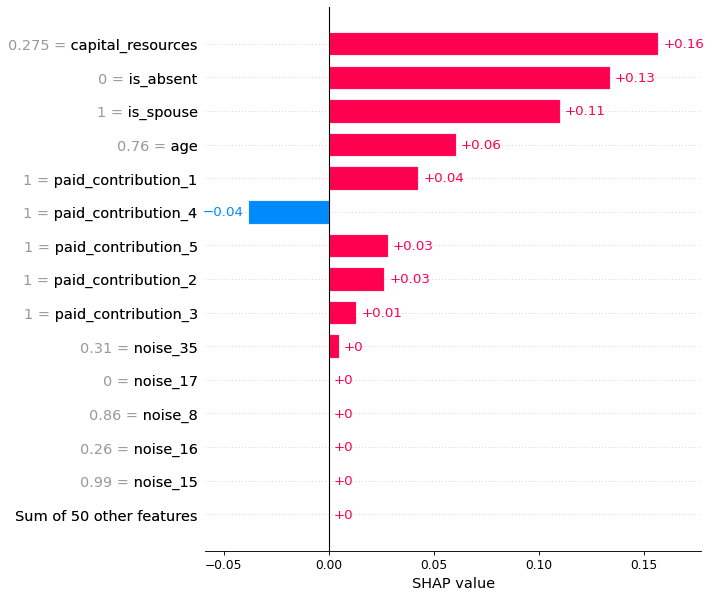 0.275 = capital_resources +0.16
0 = is_absent +0.13
1 = is_spouse +0.11
0.76 = age +0.06
1 = paid_contribution_1 +0.04
1 = paid_contribution_4 −0.04
1 = paid_contribution_5 +0.03
1 = paid_contribution_2 +0.03
1 = paid_contribution_3 +0.01
0.31 = noise_35 +0
0 = noise_17 +0
0.86 = noise_8 +0
0.26 = noise_16 +0
0.99 = noise_15 +0
Sum of 50 other features +0
−0.05 0.00 0.05 0.10 0.15
SHAP value